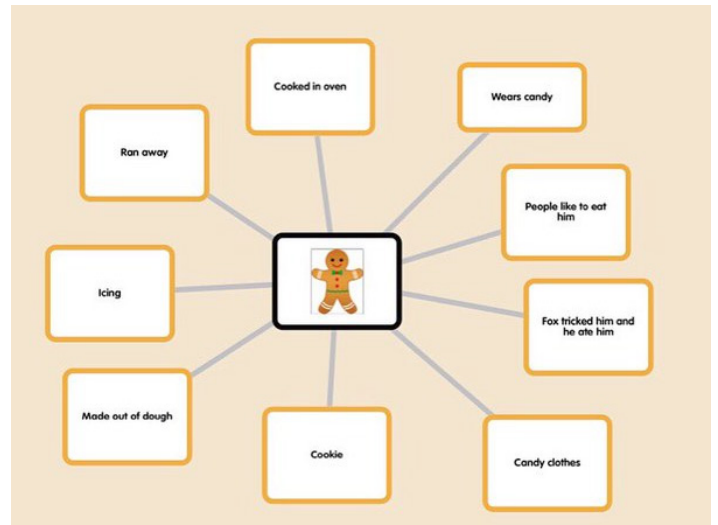 Cooked in oven
Wears candy
Ran away
People like to eat
him
Icing
Fox tricked him and
he ate him
Made out of dough
Cookie
Candy clothes